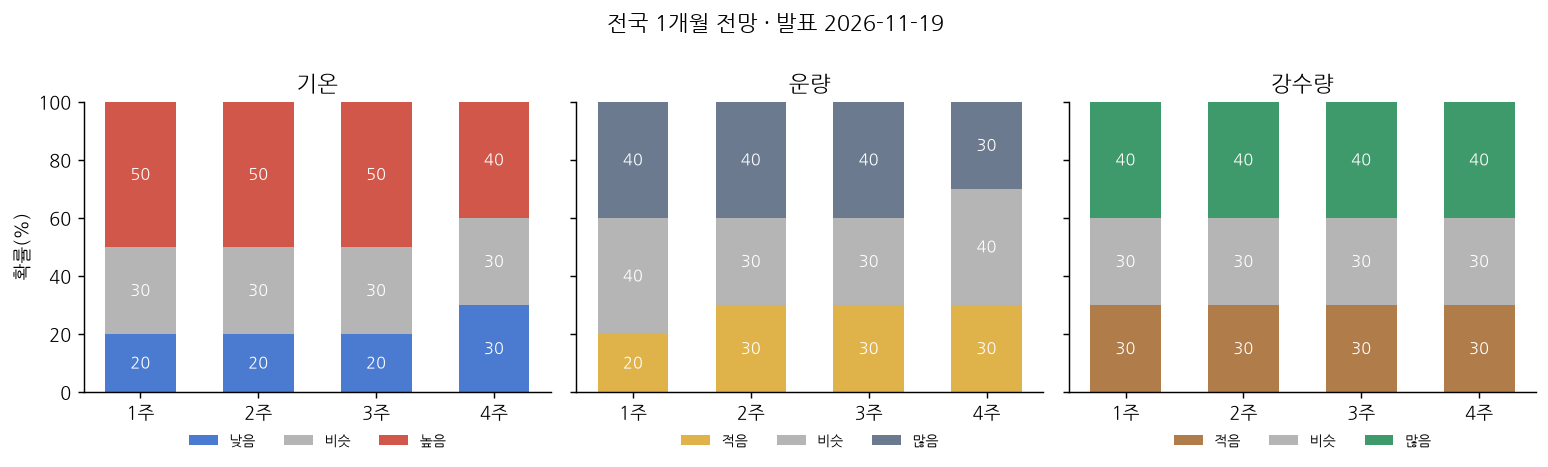 전국 1개월 전망 · 발표 2026-11-19
기온
운량
강수량
확률(%)
100
80
60
40
20
0
50 50 50 40
30 30 30 30
20 20 20 30
1주 2주 3주 4주
낮음 비슷 높음
40 40 40 30
40 30 30 40
20 30 30 30
1주 2주 3주 4주
적음 비슷 많음
40 40 40 40
30 30 30 30
30 30 30 30
1주 2주 3주 4주
적음 비슷 많음